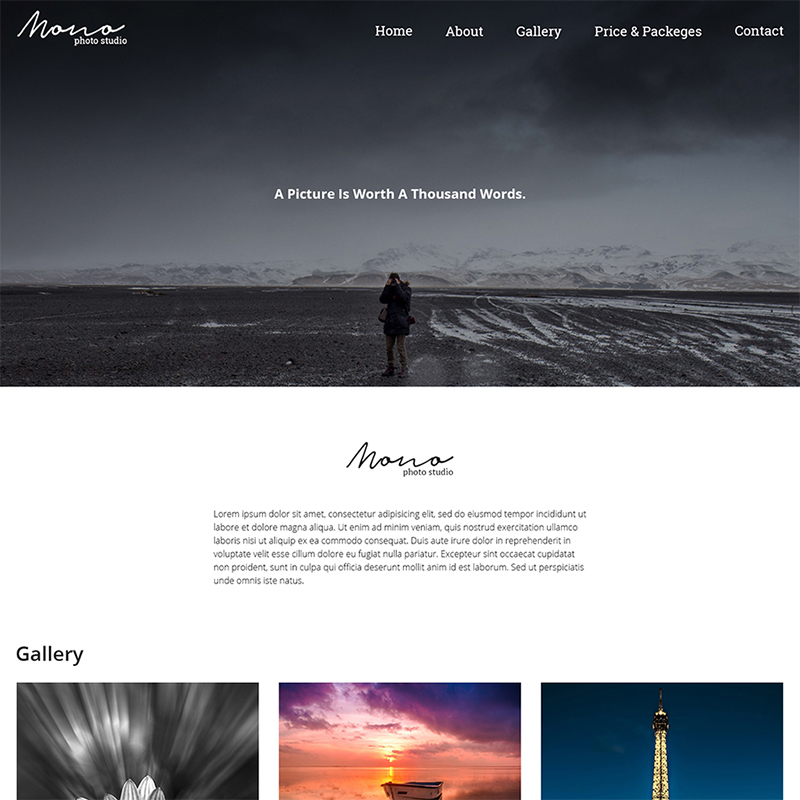 Mono
photo studio
Home About Gallery Price & Packeges Contact
A Picture Is Worth A Thousand Words.
Mono
photo studio
Lorem ipsum dolor sit amet, consectetur adipisicing elit, sed do eiusmod tempor incididunt ut
labore et dolore magna aliqua. Ut enim ad minim veniam, quis nostrud exercitation ullamco
laboris nisi ut aliquip ex ea commodo consequat. Duis aute irure dolor in reprehenderit in
voluptate velit esse cillum dolore eu fugiat nulla pariatur. Excepteur sint occaecat cupidatat
non proident, sunt in culpa qui officia deserunt mollit anim id est laborum. Sed ut perspiciatis
unde omnis iste natus.
Gallery